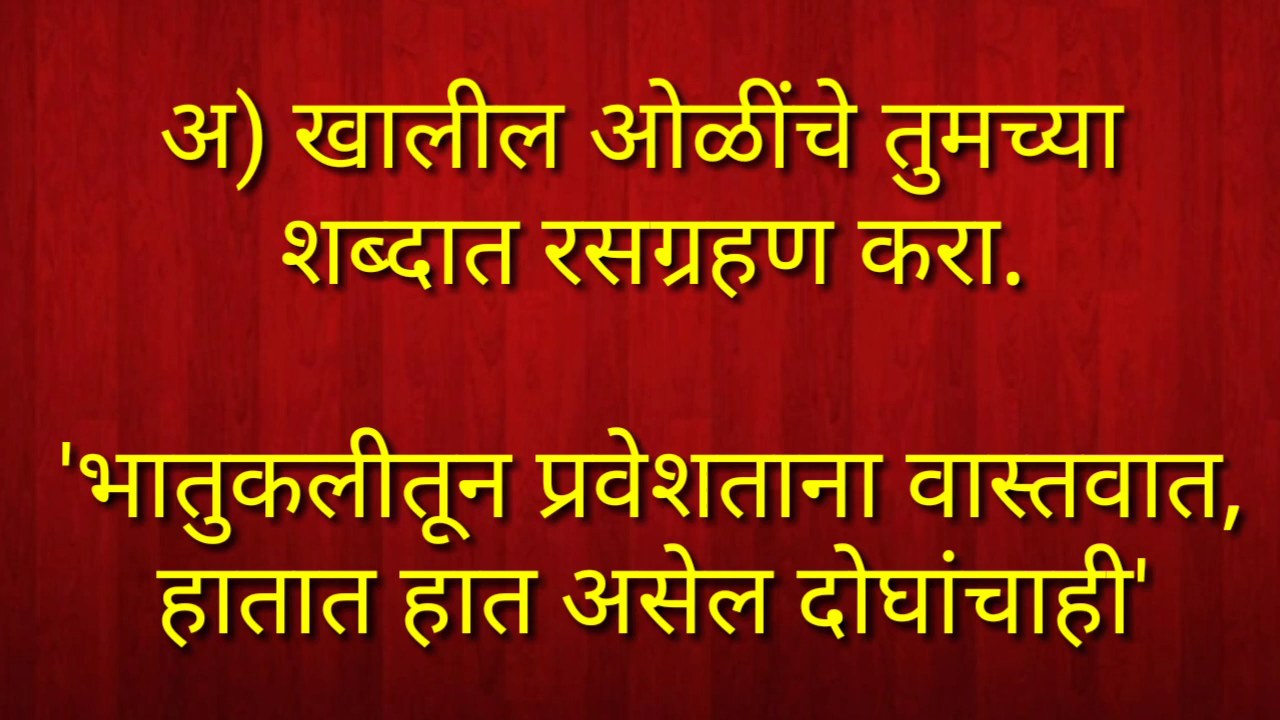 अ) खालील ओळींचे तुमच्या
शब्दात रसग्रहण करा.
'भातुकलीतून प्रवेशताना वास्तवात,
हातात हात असेल दोघांचाही'